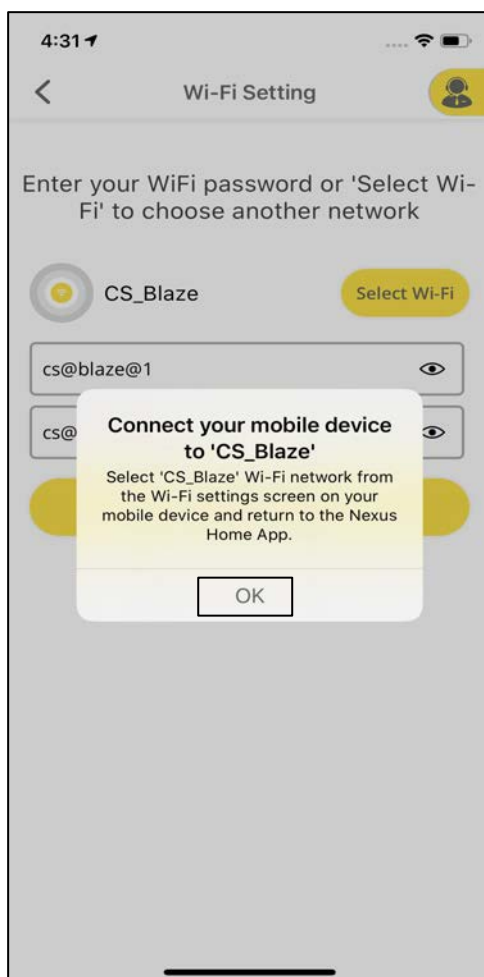 4:31
Wi-Fi Setting
Enter your WiFi password or 'Select Wi-
Fi' to choose another network
CS_Blaze
Select Wi-Fi
cs@blaze@1
cs@
Connect your mobile device
to 'CS_Blaze'
Select 'CS_Blaze' Wi-Fi network from
the Wi-Fi settings screen on your
mobile device and return to the Nexus
Home App.
OK